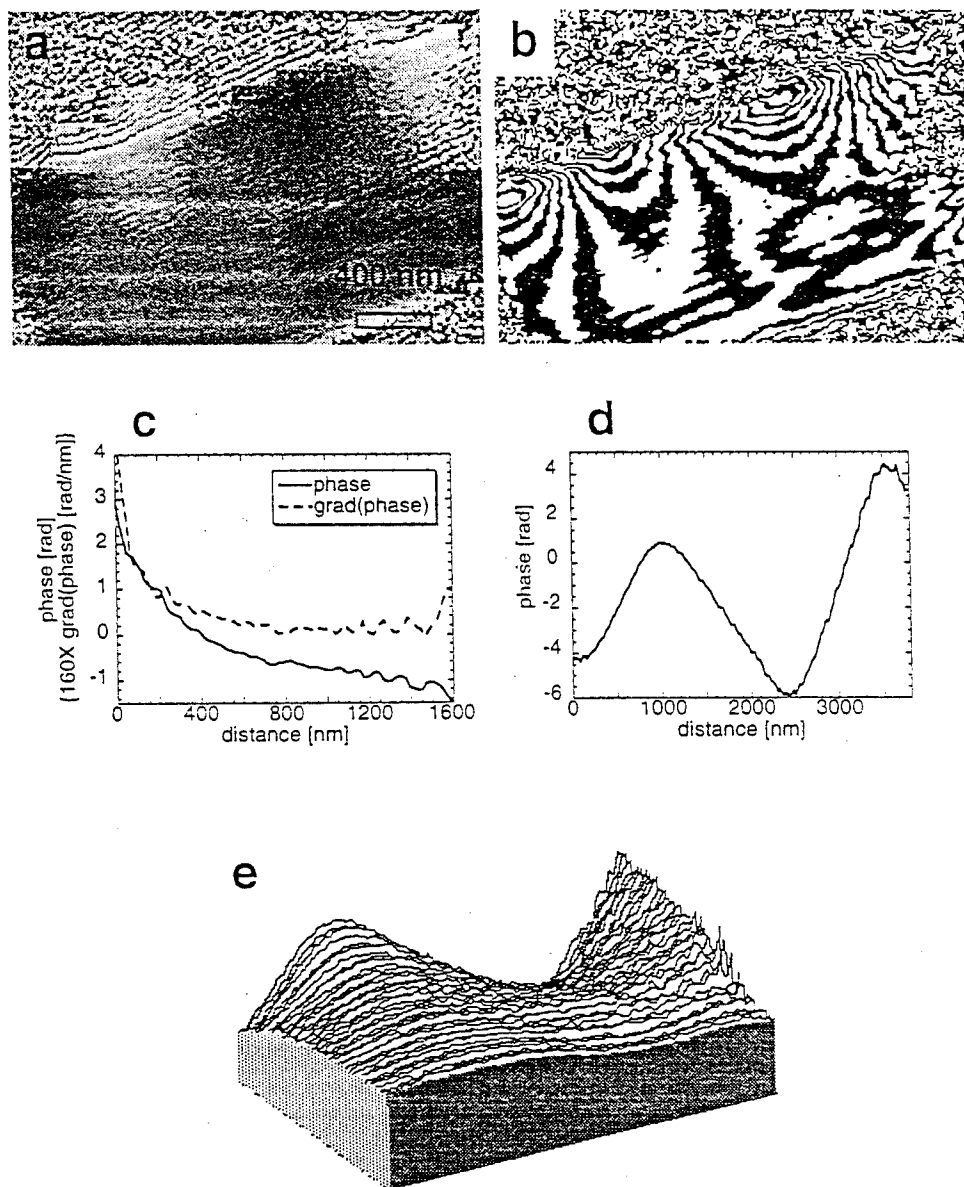 a
b
400 nm
c
d
phase [rad]
{160X grad(phase) [rad/nm]}
4
3
2
1
0
-1
phase
grad(phase)
0
400
800
1200
1600
distance [nm]
phase [rad]
4
2
0
-2
-4
-6
0
1000
2000
3000
distance [nm]
e